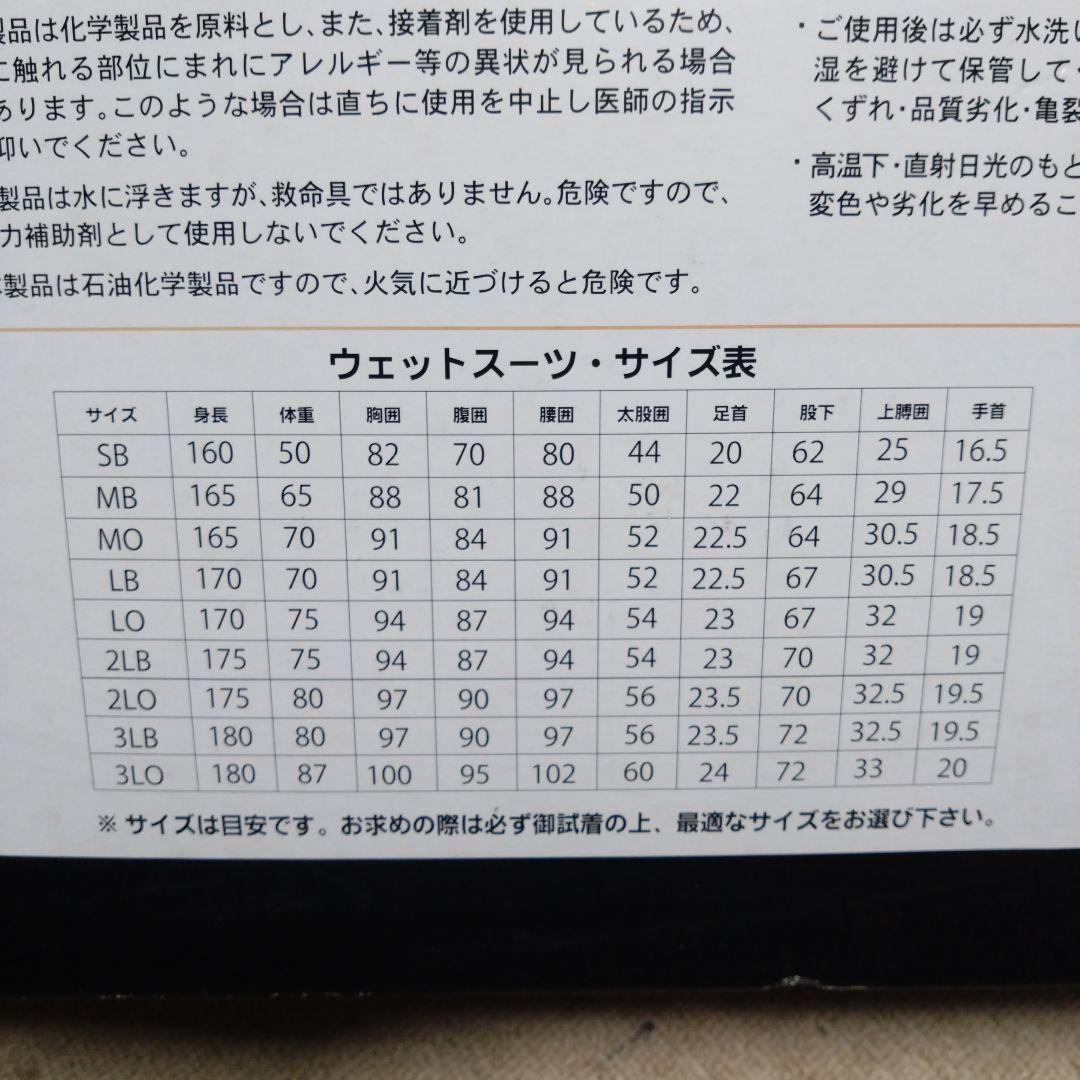 製品は化学製品を原料とし、また、接着剤を使用しているため、
に触れる部位にまれにアレルギー等の異状が見られる場合
あります。このような場合は直ちに使用を中止し医師の指示
仰いでください。
製品は水に浮きますが、救命具ではありません。危険ですので、
力補助剤として使用しないでください。
製品は石油化学製品ですので、火気に近づけると危険です。
・ご使用後は必ず水洗い
湿を避けて保管して
くずれ・品質劣化・亀裂
・高温下・直射日光のもと
変色や劣化を早めるこ
ウェットスーツ・サイズ表
サイズ 身長 体重 胸囲 腹囲 腰囲 太股囲 足首 股下 上膊囲 手首
SB 160 50 82 70 80 44 20 62 25 16.5
MB 165 65 88 81 88 50 22 64 29 17.5
MO 165 70 91 84 91 52 22.5 64 30.5 18.5
LB 170 70 91 84 91 52 22.5 67 30.5 18.5
LO 170 75 94 87 94 54 23 67 32 19
2LB 175 75 94 87 94 54 23 70 32 19
2LO 175 80 97 90 97 56 23.5 70 32.5 19.5
3LB 180 80 97 90 97 56 23.5 72 32.5 19.5
3LO 180 87 100 95 102 60 24 72 33 20
※ サイズは目安です。お求めの際は必ず御試着の上、最適なサイズをお選び下さい。